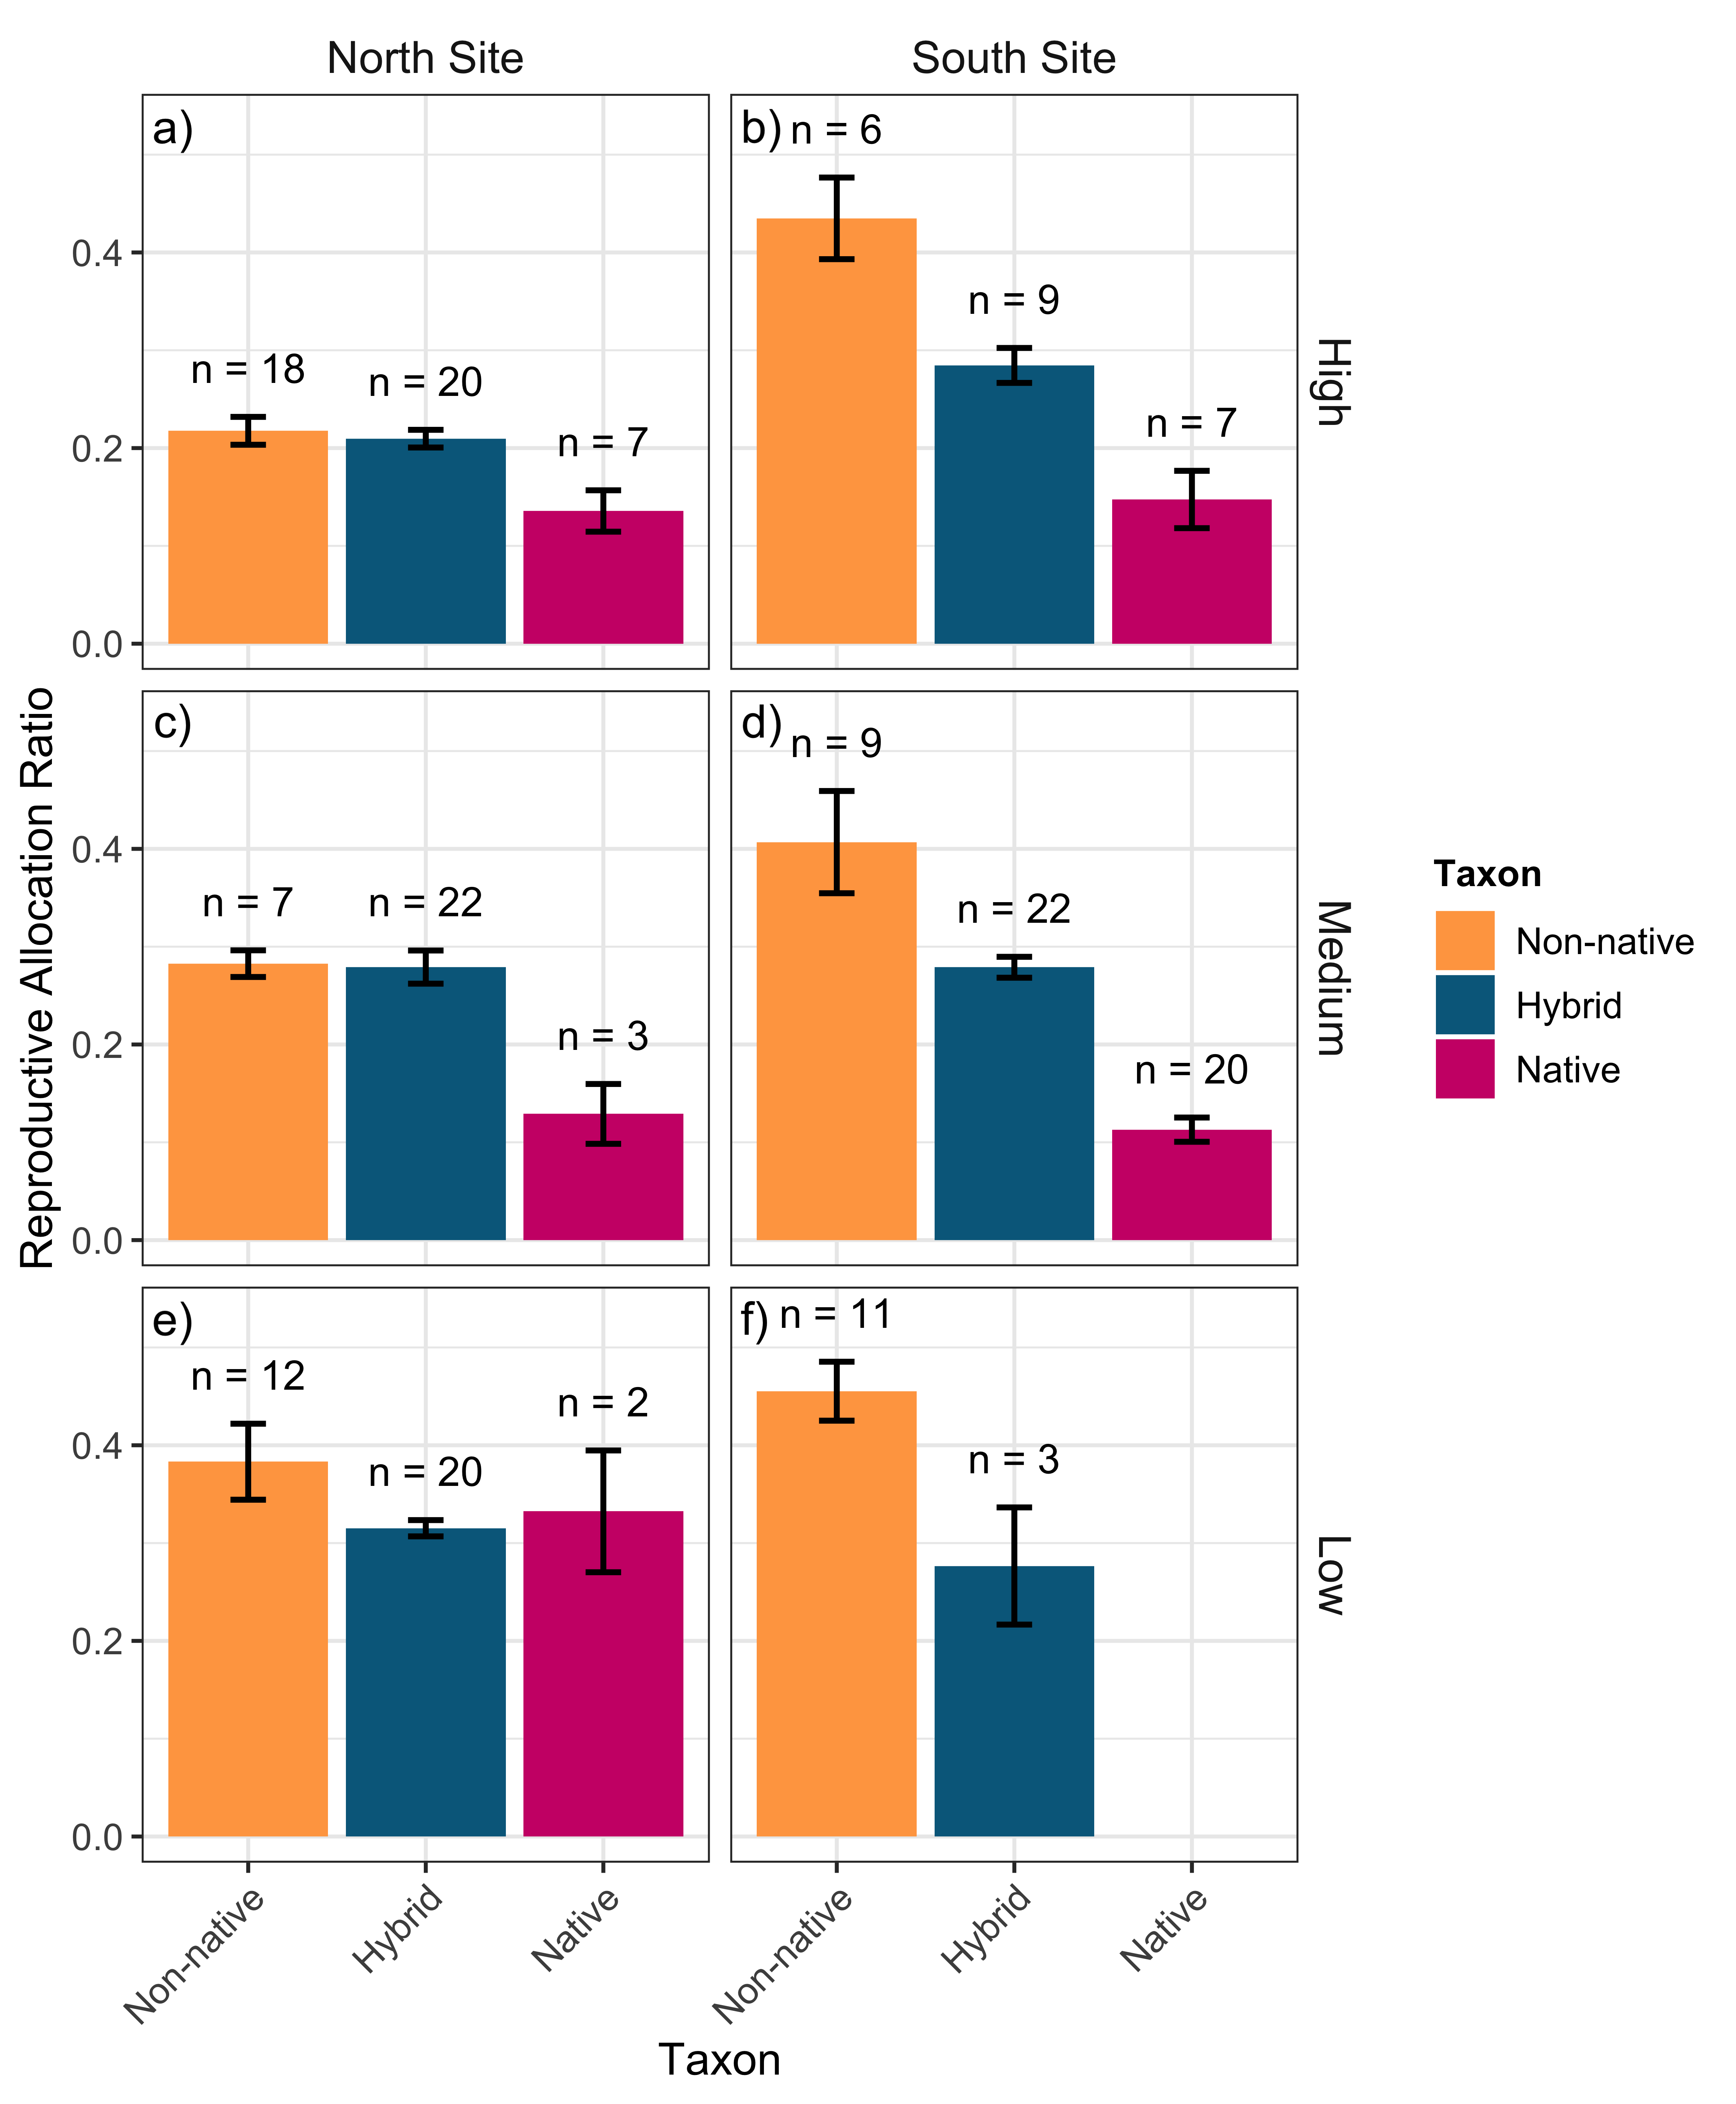 North Site
South Site
a)
n = 18
n = 20
n = 7
b)
n = 6
n = 9
n = 7
High
0.4
0.2
0.0
c)
n = 7
n = 22
n = 3
d)
n = 9
n = 22
n = 20
Medium
0.4
0.2
0.0
e)
n = 12
n = 20
n = 2
f)
n = 11
n = 3
Low
0.4
0.2
0.0
Reproductive Allocation Ratio
Non-native
Hybrid
Native
Non-native
Hybrid
Native
Taxon
Taxon
Non-native
Hybrid
Native